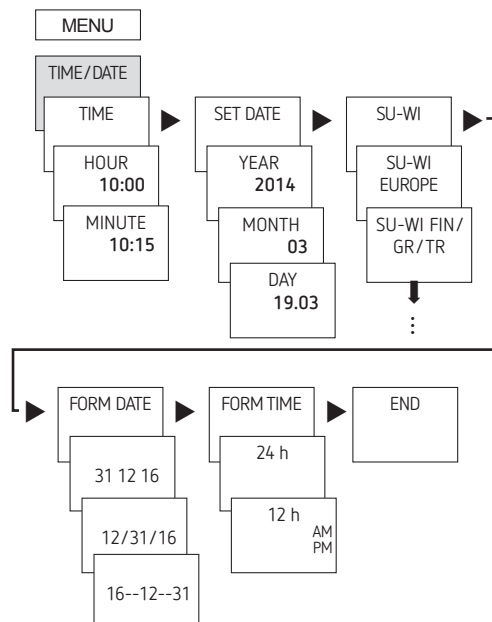 MENU
TIME/DATE
TIME
HOUR
10:00
MINUTE
10:15
SET DATE
YEAR
2014
MONTH
03
DAY
19.03
SU-WI
SU-WI
EUROPE
SU-WI FIN/
GR/TR
FORM DATE
31 12 16
12/31/16
16--12--31
FORM TIME
24 h
12 h
AM
PM
END